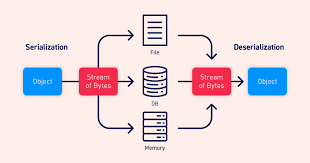 File
Serialization
Deserialization
Object
Stream
of Bytes
DB
Stream
of Bytes
Object
Memory